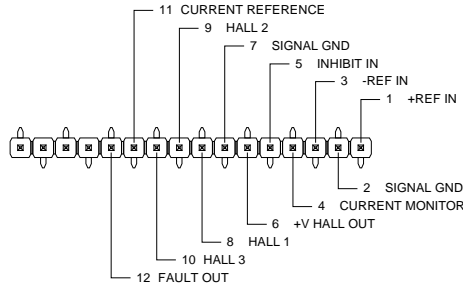 11 CURRENT REFERENCE
9 HALL 2
7 SIGNAL GND
5 INHIBIT IN
3 -REF IN
1 +REF IN
2 SIGNAL GND
4 CURRENT MONITOR
6 +V HALL OUT
8 HALL 1
10 HALL 3
12 FAULT OUT